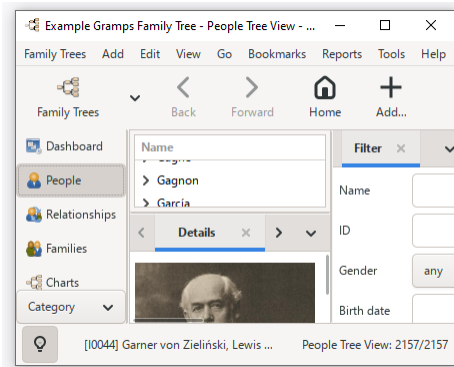 Example Gramps Family Tree - People Tree View - ...
Family Trees Add Edit View Go Bookmarks Reports Tools Help
Family Trees Back Forward Home Add...
Dashboard
People
Relationships
Families
Charts
Category
Name
Gagné
Gagnon
Garcia
Details
Filter
Name
ID
Gender any
Birth date
[I0044] Garner von Zieliński, Lewis ... People Tree View: 2157/2157